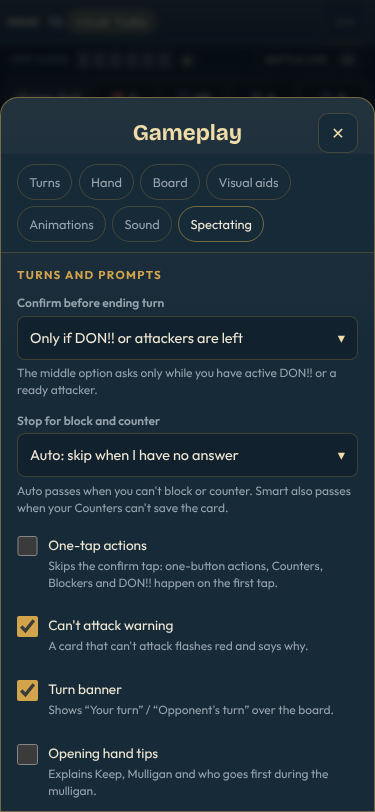 Gameplay
×
Turns
Hand
Board
Visual aids
Animations
Sound
Spectating
TURNS AND PROMPTS
Confirm before ending turn
Only if DON!! or attackers are left
The middle option asks only while you have active DON!! or a
ready attacker.
Stop for block and counter
Auto: skip when I have no answer
Auto passes when you can't block or counter. Smart also passes
when your Counters can't save the card.
One-tap actions
Skips the confirm tap: one-button actions, Counters,
Blockers and DON!! happen on the first tap.
Can't attack warning
A card that can't attack flashes red and says why.
Turn banner
Shows “Your turn” / “Opponent's turn” over the board.
Opening hand tips
Explains Keep, Mulligan and who goes first during the
mulligan.